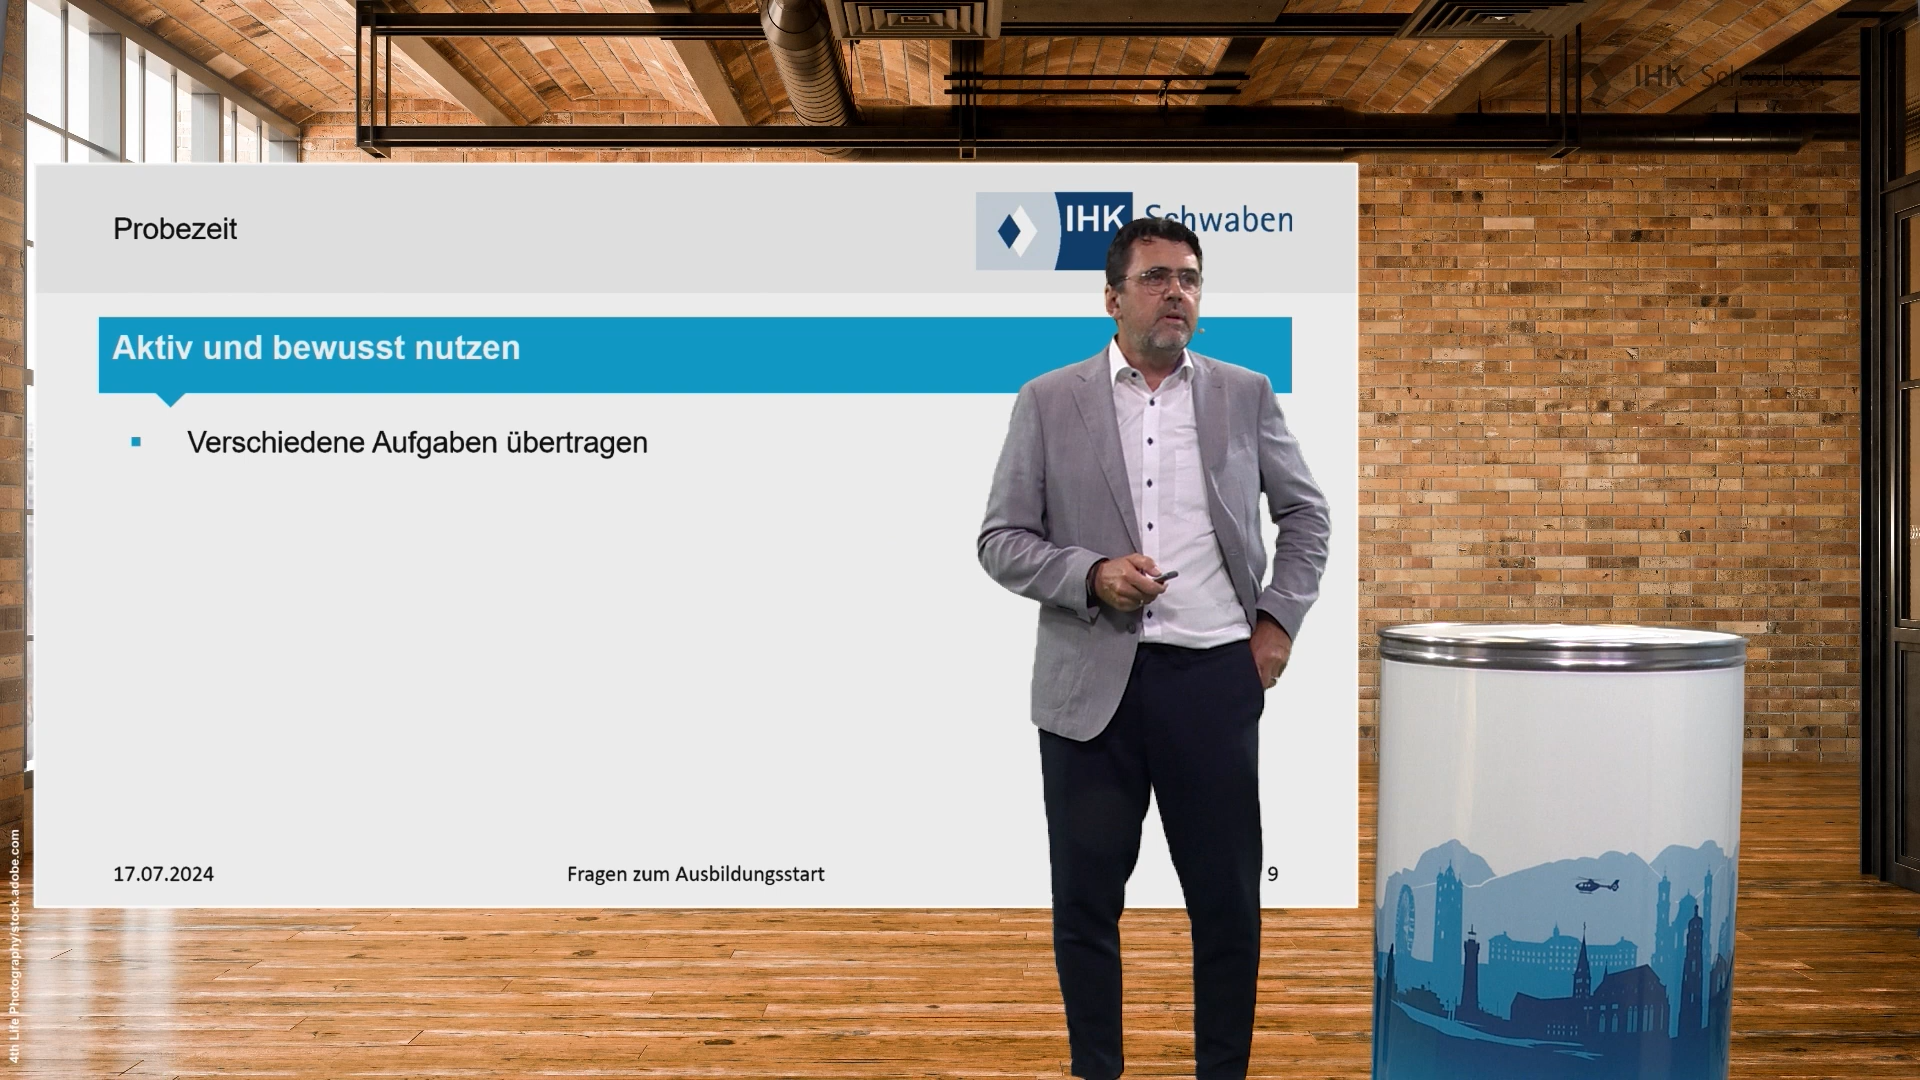 IHK Schwaben
Probezeit
IHK Schwaben
Aktiv und bewusst nutzen
Verschiedene Aufgaben übertragen
17.07.2024
Fragen zum Ausbildungsstart
9
4th Life Photography/stock.adobe.com